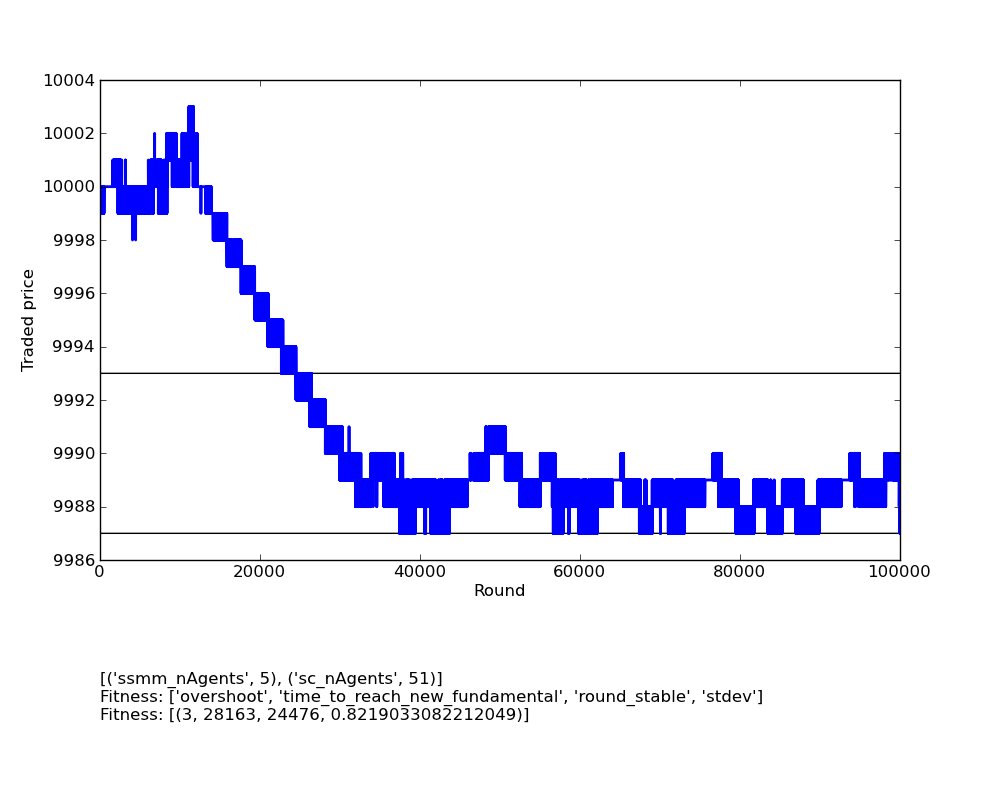 10004
10002
10000
9998
9996
9994
9992
9990
9988
9986
Traded price
0 20000 40000 60000 80000 100000
Round
[('ssmm_nAgents', 5), ('sc_nAgents', 51)]
Fitness: ['overshoot', 'time_to_reach_new_fundamental', 'round_stable', 'stdev']
Fitness: [(3, 28163, 24476, 0.8219033082212049)]